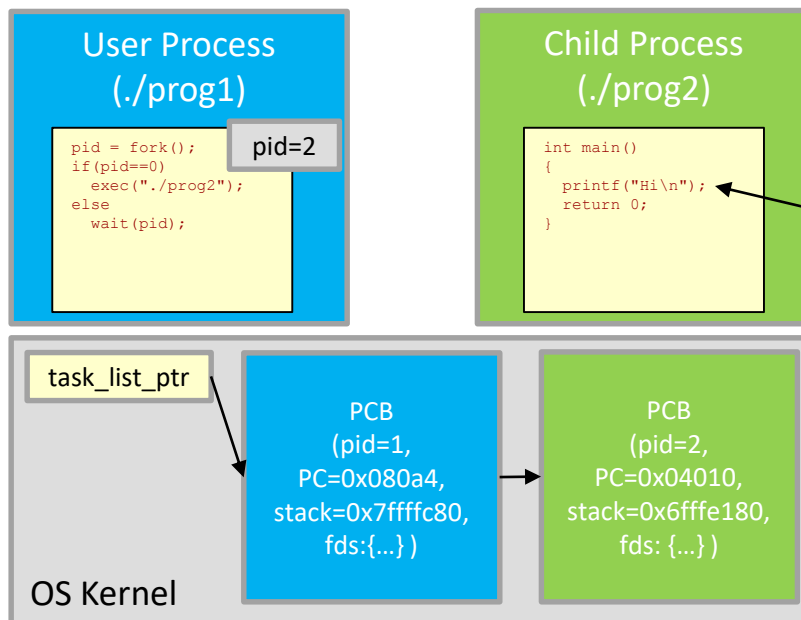 User Process
(./prog1)
pid = fork();
if(pid==0)
  exec("./prog2");
else
  wait(pid);
pid=2
Child Process
(./prog2)
int main()
{
  printf("Hi\n");
  return 0;
}
task_list_ptr
PCB
(pid=1,
PC=0x080a4,
stack=0x7ffffc80,
fds:{...} )
PCB
(pid=2,
PC=0x04010,
stack=0x6fffe180,
fds: {...} )
OS Kernel